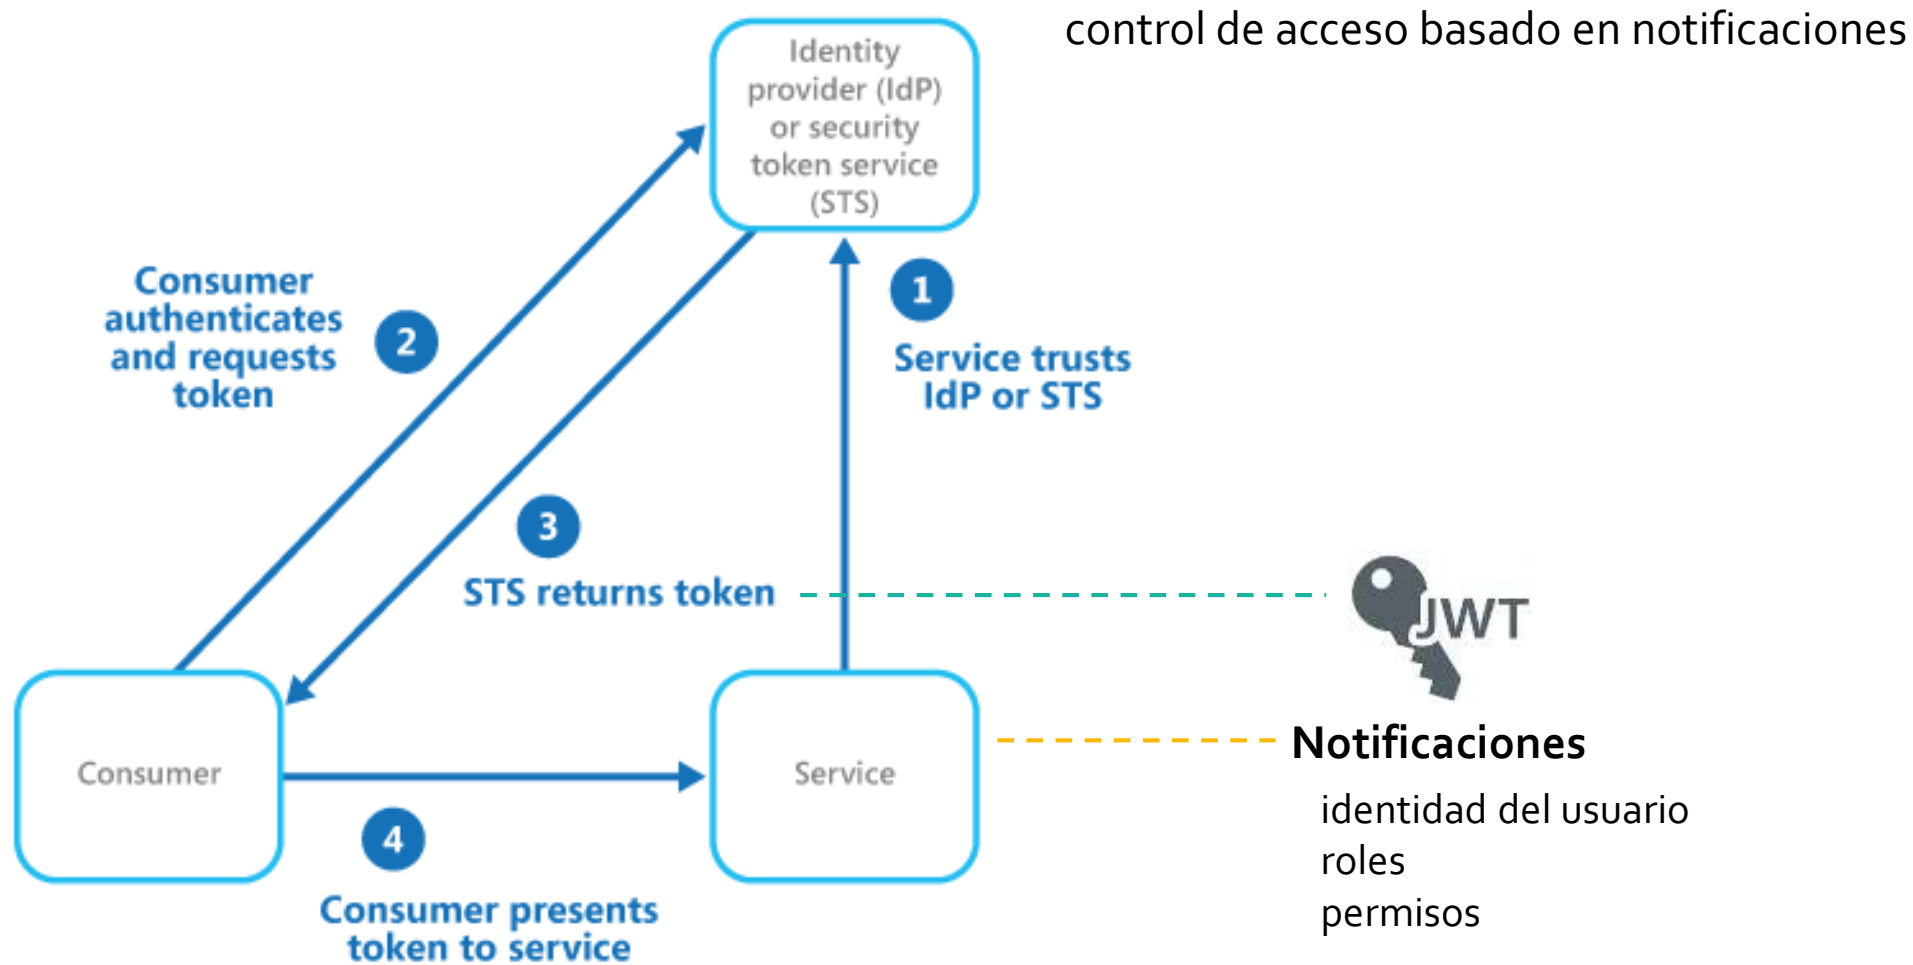 control de acceso basado en notificaciones
Identity
provider (IdP)
or security
token service
(STS)
1
Service trusts
IdP or STS
Consumer
authenticates
and requests
token
2
3
STS returns token
JWT
Consumer
Service
Notificaciones
identidad del usuario
roles
permisos
4
Consumer presents
token to service